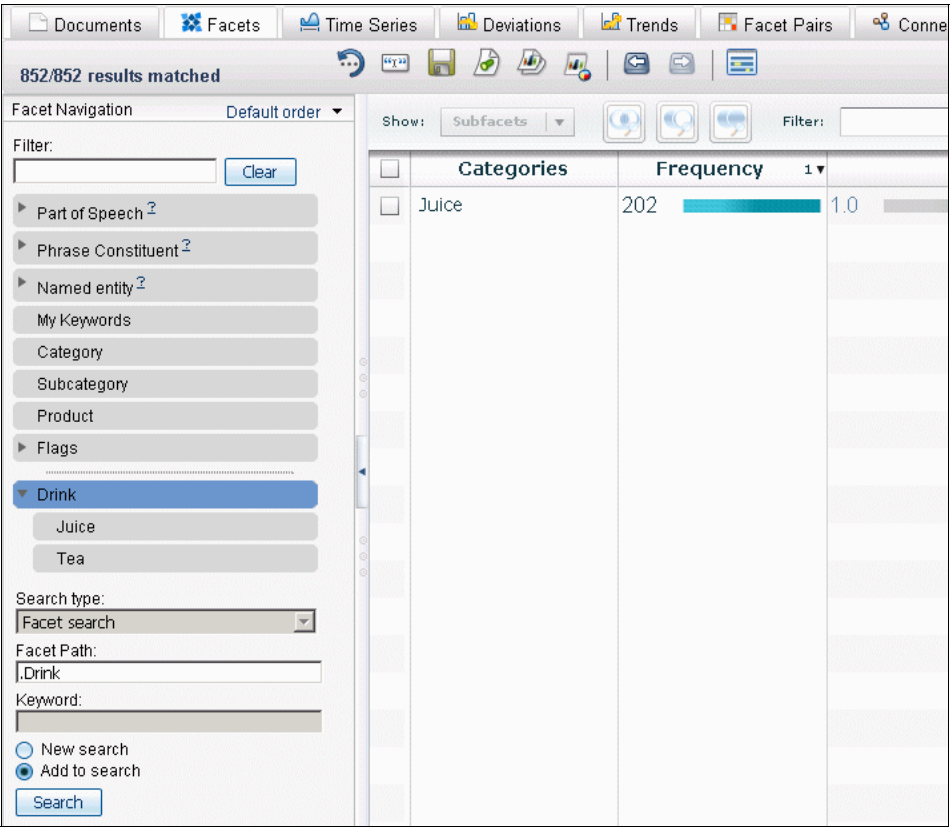 Documents Facets Time Series Deviations Trends Facet Pairs Conne
852/852 results matched
Facet Navigation Default order
Show: Subfacets Filter:
Filter:
Clear
Categories Frequency 1
Juice 202 1.0
Part of Speech ?
Phrase Constituent ?
Named entity ?
My Keywords
Category
Subcategory
Product
Flags
Drink
Juice
Tea
Search type:
Facet search
Facet Path:
.Drink
Keyword:
New search
Add to search
Search